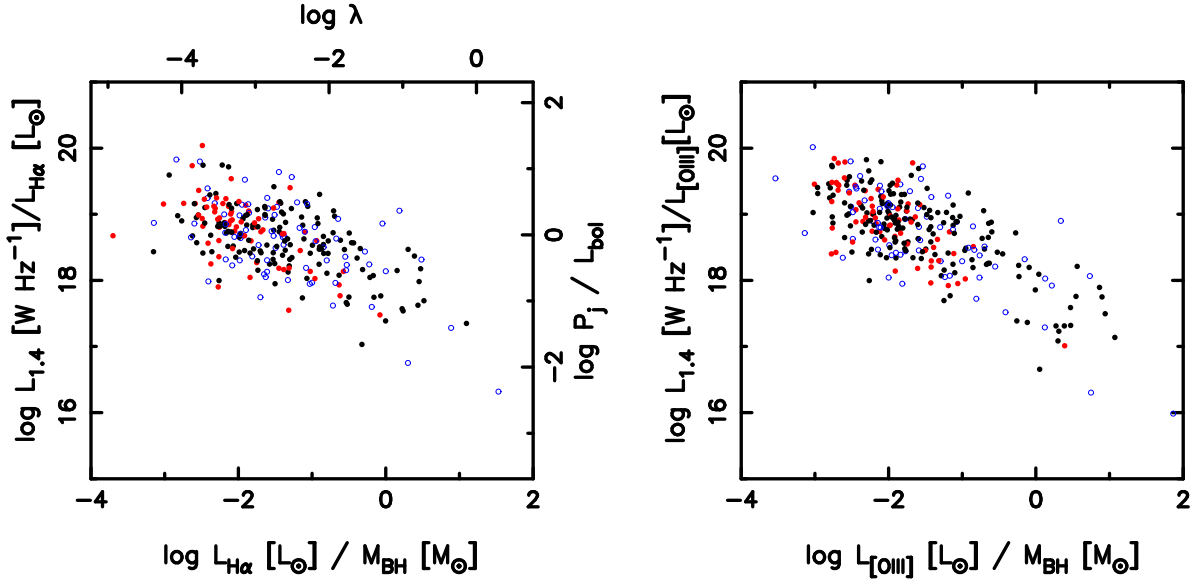 log λ
−4 −2 0
log L1.4 [W Hz−1]/LHα [L⊙]
20
18
16
2
0
−2
log Pj / Lbol
−4 −2 0 2
log LHα [L⊙] / MBH [M⊙]
log L1.4 [W Hz−1]/L[OIII][L⊙
20
18
16
−4 −2 0 2
log L[OIII] [L⊙] / MBH [M⊙]